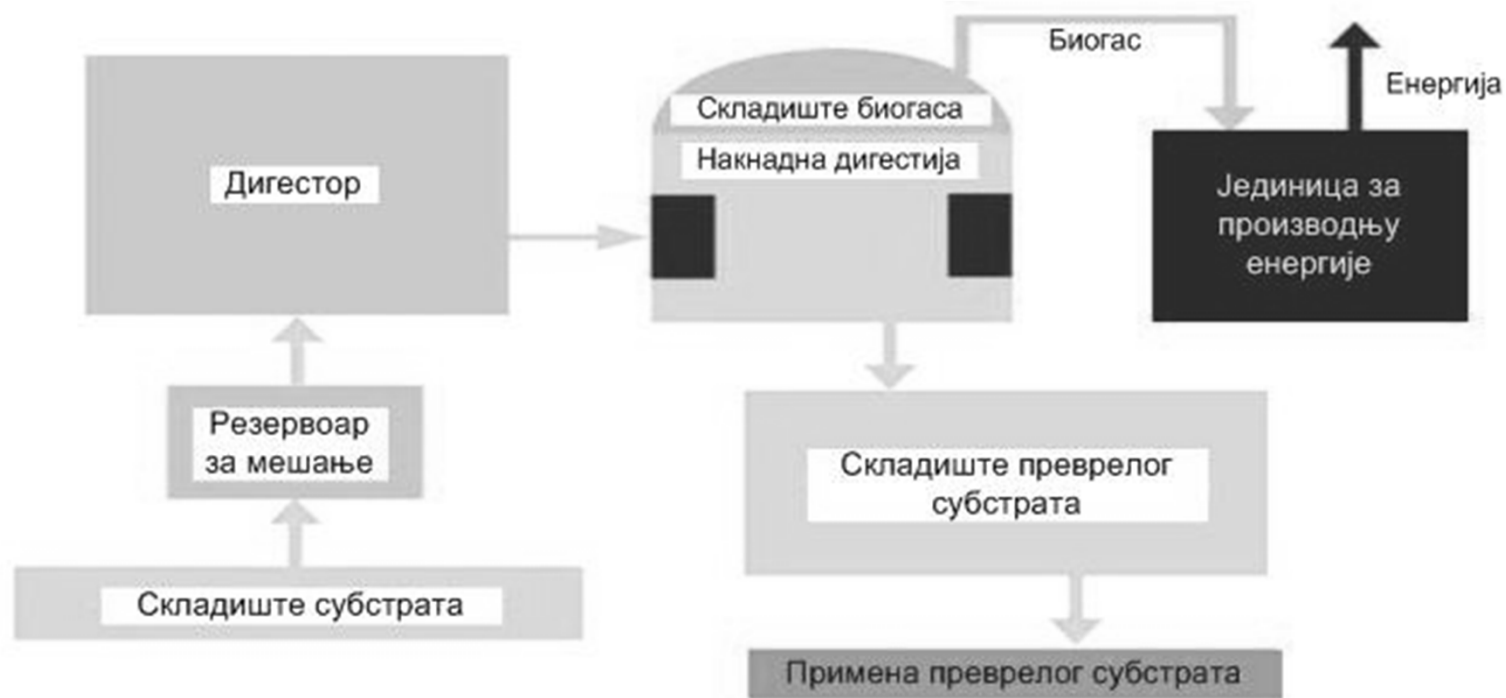 Биогас
Енергија
Складиште биогаса
Накнадна дигестија
Дигестор
Јединица за
производњу
енергије
Резервоар
за мешање
Складиште преврелог
субстрата
Складиште субстрата
Примена преврелог субстрата